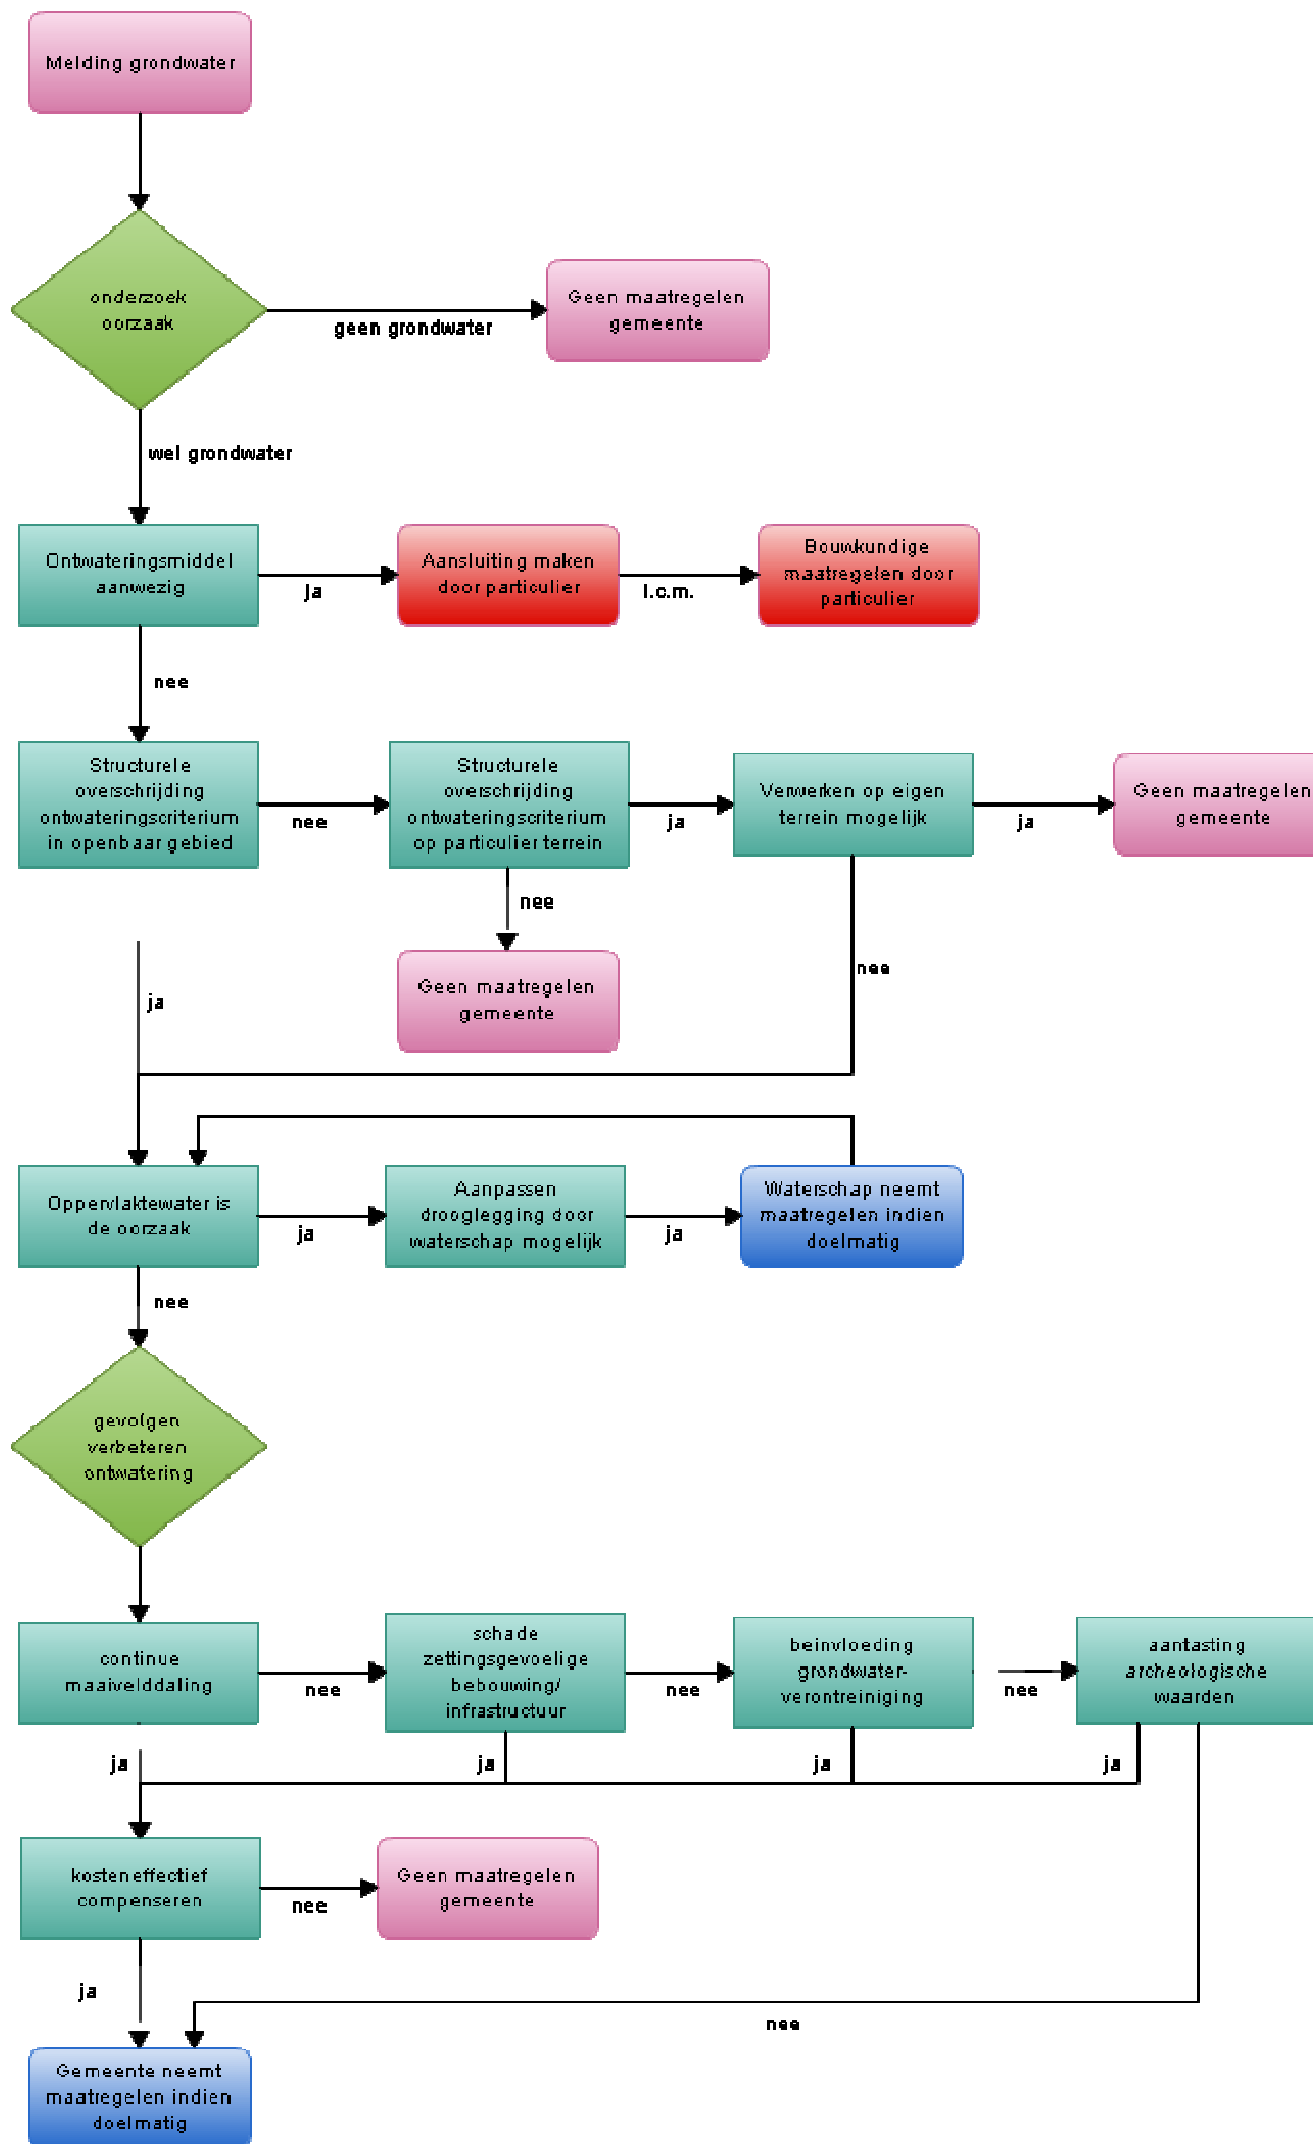 Melding grondwater
onderzoek
oorzaak
geen grondwater
Geen maatregelen
gemeente
wel grondwater
Ontwateringsmiddel
aanwezig
ja
Aansluiting maken
door particulier
i.c.m.
Bouwkundige
maatregelen door
particulier
nee
Structurele
overschrijding
ontwateringscriterium
in openbaar gebied
nee
Structurele
overschrijding
ontwateringscriterium
op particulier terrein
ja
Verwerken op eigen
terrein mogelijk
ja
Geen maatregelen
gemeente
nee
Geen maatregelen
gemeente
nee
ja
Oppervlaktewater is
de oorzaak
ja
Aanpassen
drooglegging door
waterschap mogelijk
ja
Waterschap neemt
maatregelen indien
doelmatig
nee
gevolgen
verbeteren
ontwatering
continue
maaivelddaling
nee
schade
zettingsgevoelige
bebouwing/
infrastructuur
nee
beinvloeding
grondwater-
verontreiniging
nee
aantasting
archeologische
waarden
ja
ja
ja
ja
kosteneffectief
compenseren
nee
Geen maatregelen
gemeente
ja
nee
Gemeente neemt
maatregelen indien
doelmatig